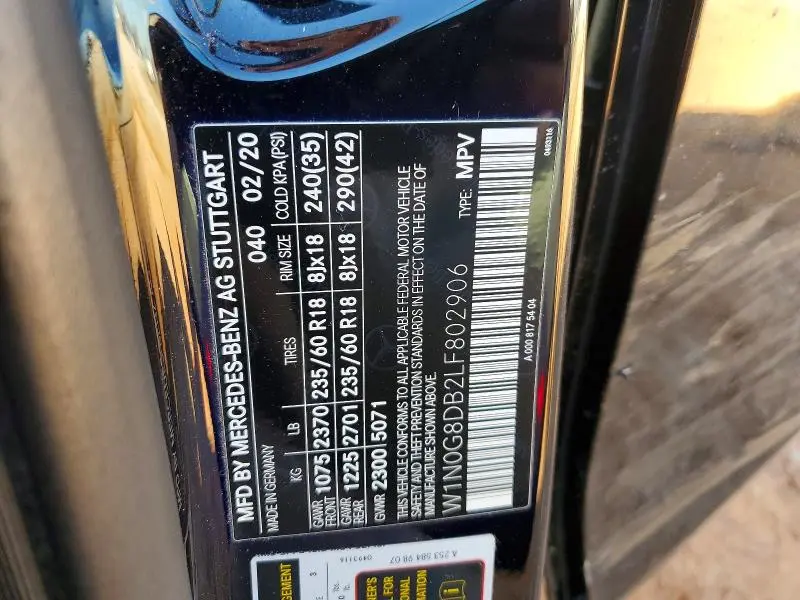 MFD BY MERCEDES-BENZ AG STUTTGART
MADE IN GERMANY 040 02/20
KG LB TIRES RIM SIZE COLD KPA(PSI)
GAWR FRONT 1075 2370 235/60 R18 8Jx18 240(35)
GAWR REAR 1225 2701 235/60 R18 8Jx18 290(42)
GVWR 2300 5071
THIS VEHICLE CONFORMS TO ALL APPLICABLE FEDERAL MOTOR VEHICLE
SAFETY AND THEFT PREVENTION STANDARDS IN EFFECT ON THE DATE OF
MANUFACTURE SHOWN ABOVE.
W1N0G8DB2LF802906 TYPE: MPV
A 000 817 54 04
0493116
A 253 584 98 07
0493116